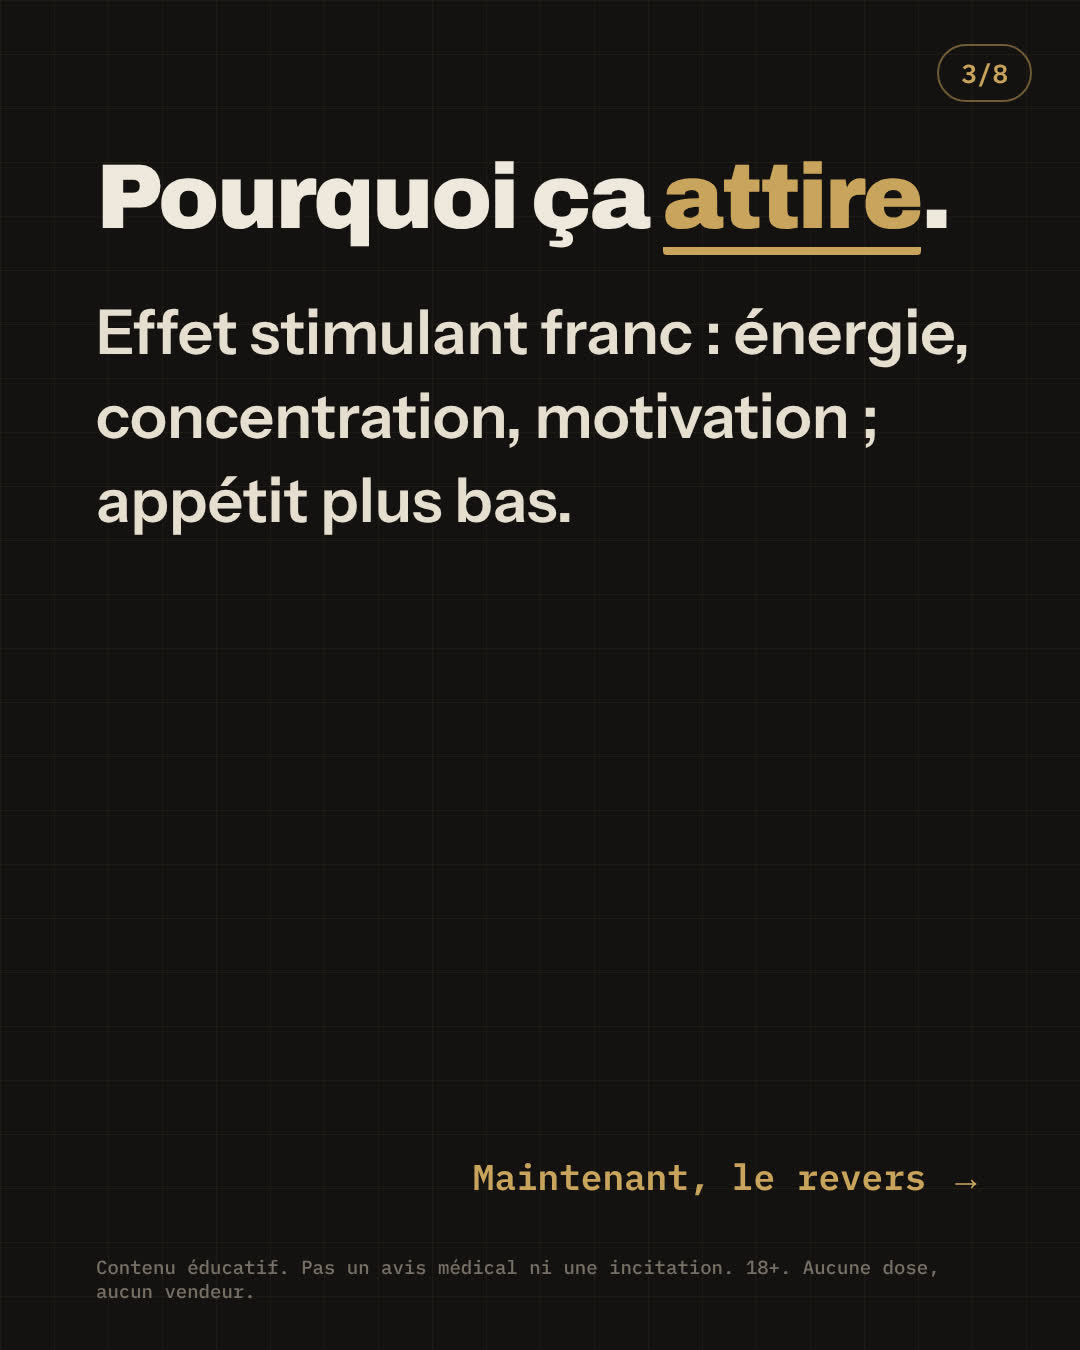 3/8
Pourquoi ça attire.
Effet stimulant franc : énergie,
concentration, motivation ;
appétit plus bas.
Maintenant, le revers →
Contenu éducatif. Pas un avis médical ni une incitation. 18+. Aucune dose,
aucun vendeur.